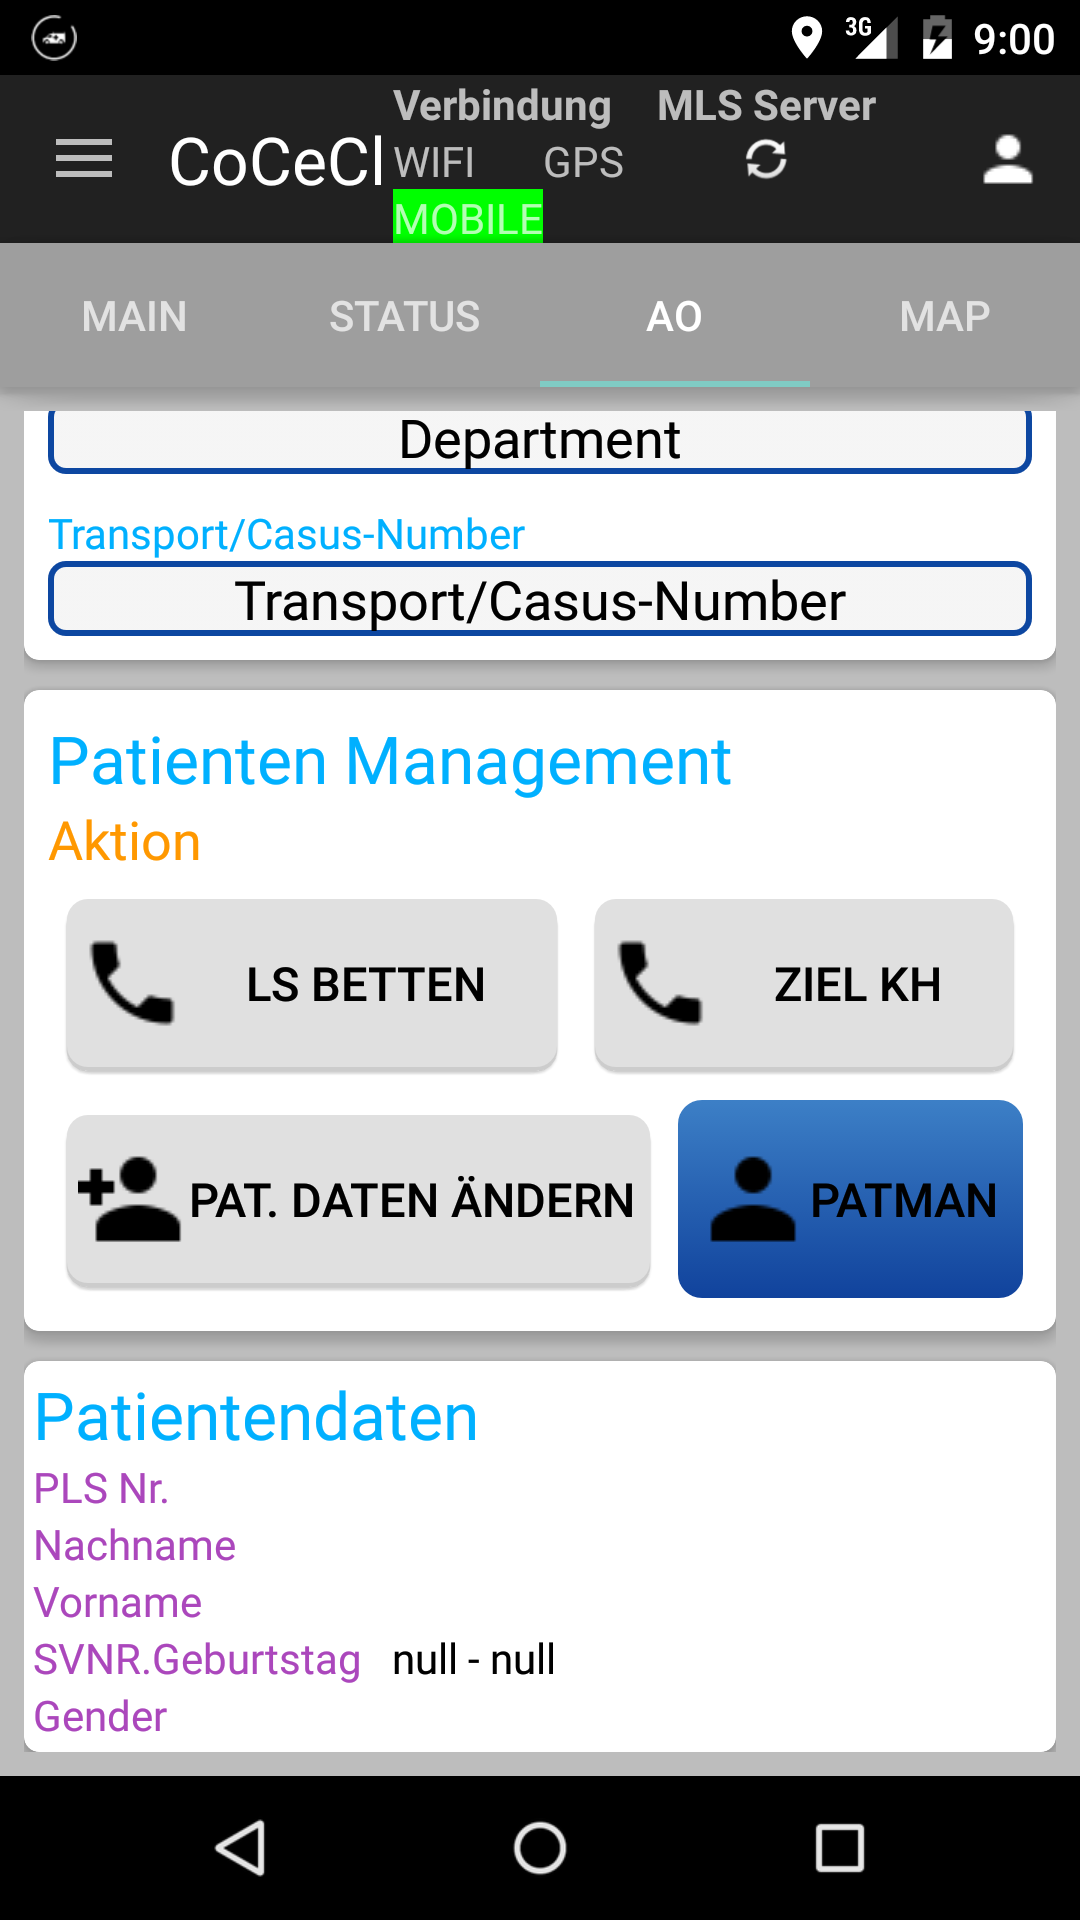 3G 9:00
Verbindung MLS Server
CoCeCl WIFI GPS
MOBILE
MAIN STATUS AO MAP
Department
Transport/Casus-Number
Transport/Casus-Number
Patienten Management
Aktion
LS BETTEN ZIEL KH
PAT. DATEN ÄNDERN PATMAN
Patientendaten
PLS Nr.
Nachname
Vorname
SVNR.Geburtstag null - null
Gender